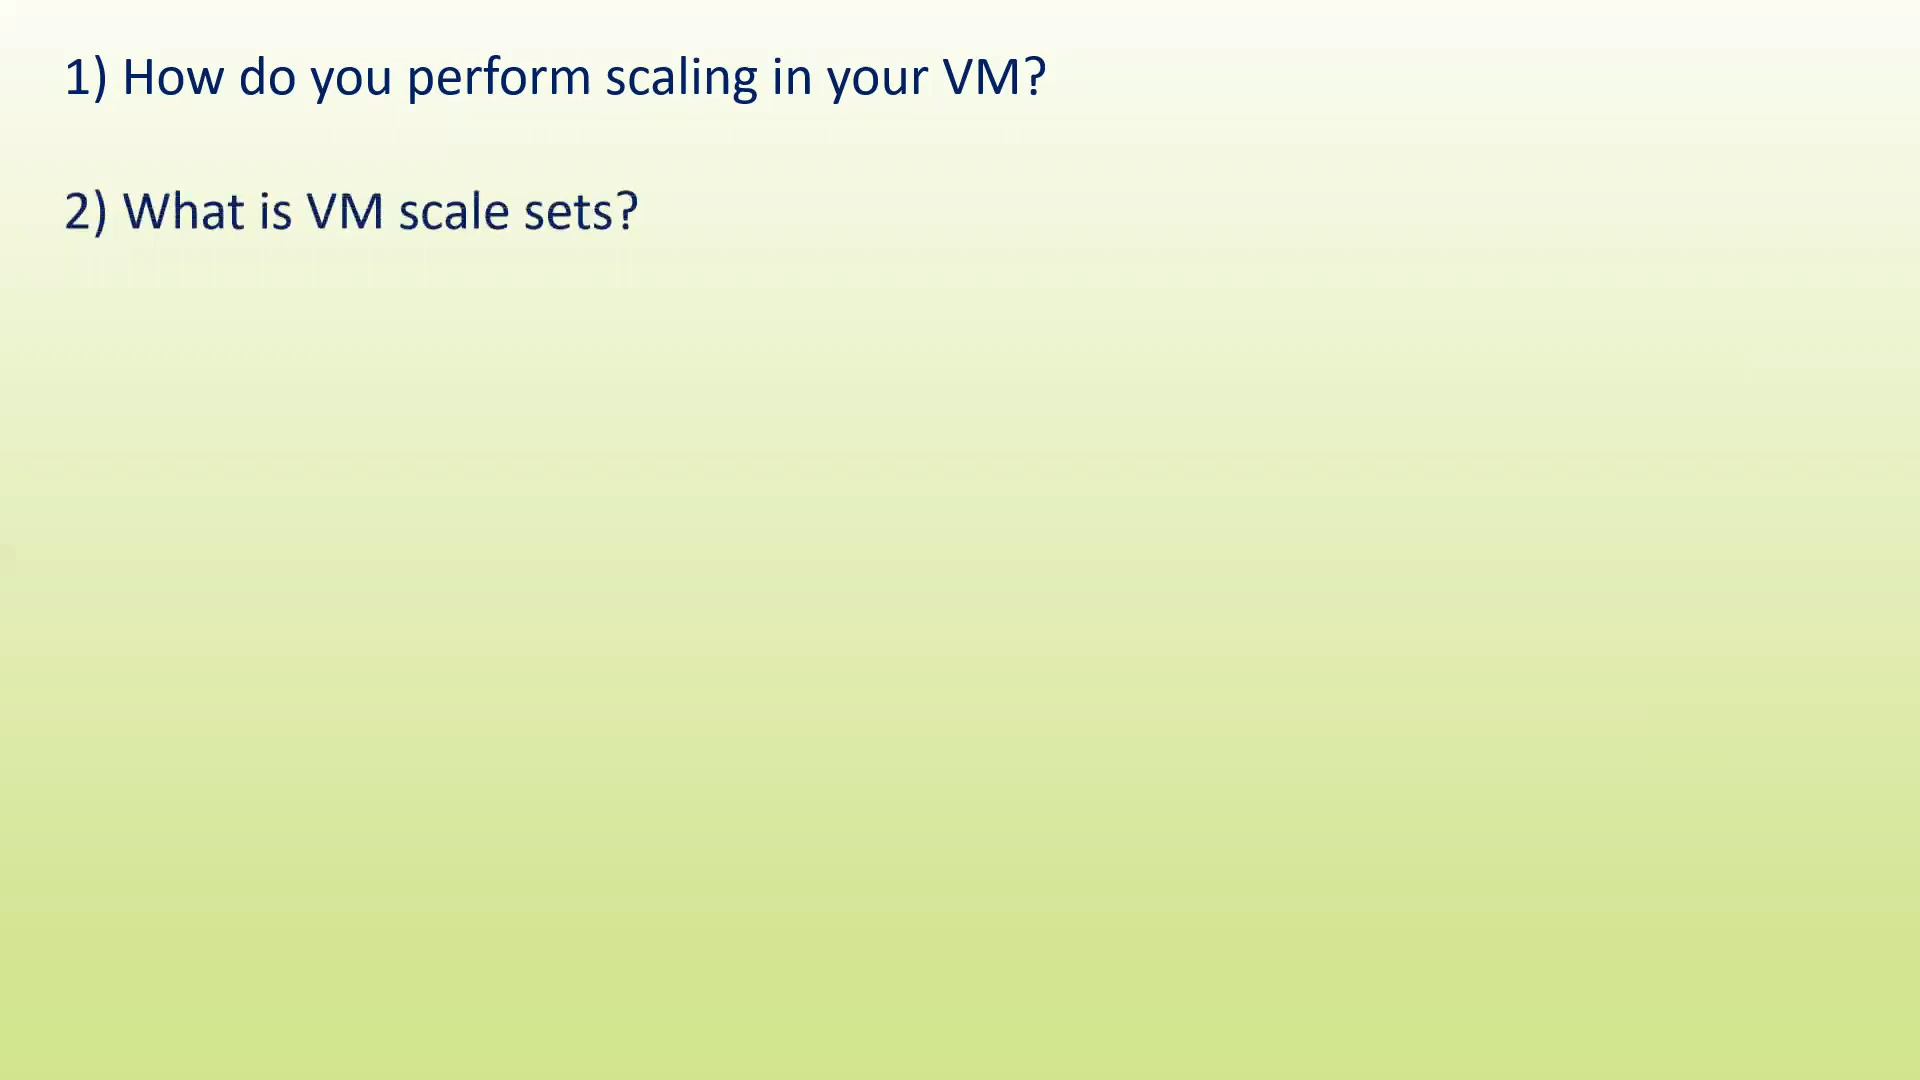 1) How do you perform scaling in your VM?
2) What is VM scale sets?